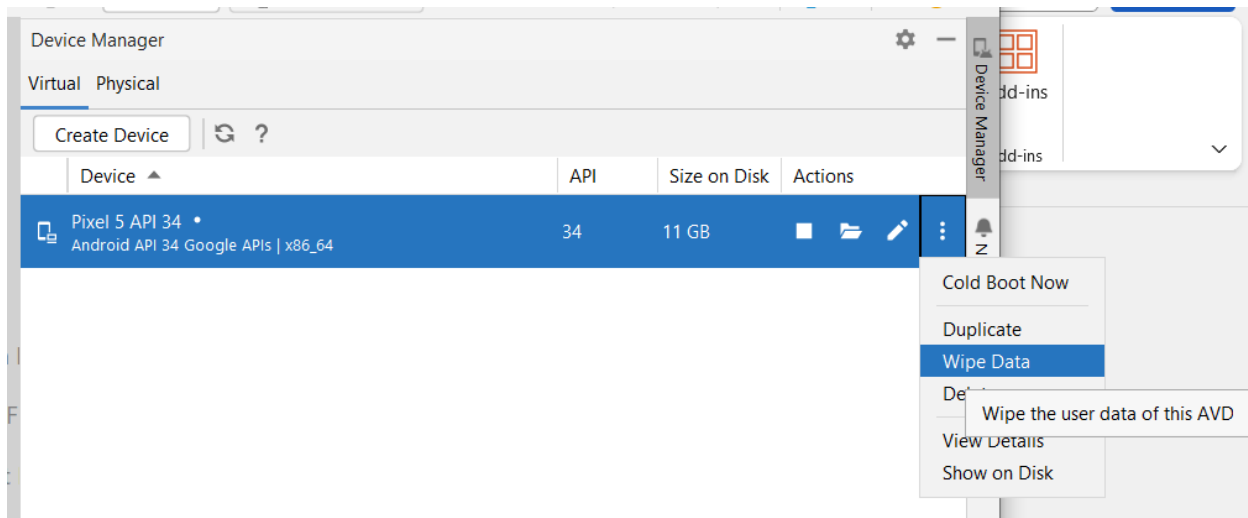 Device Manager
Virtual Physical
Create Device ?
Device API Size on Disk Actions
Pixel 5 API 34
Android API 34 Google APIs | x86_64
34 11 GB
Cold Boot Now
Duplicate
Wipe Data
Wipe the user data of this AVD
View Details
Show on Disk
Device Manager
dd-ins
dd-ins